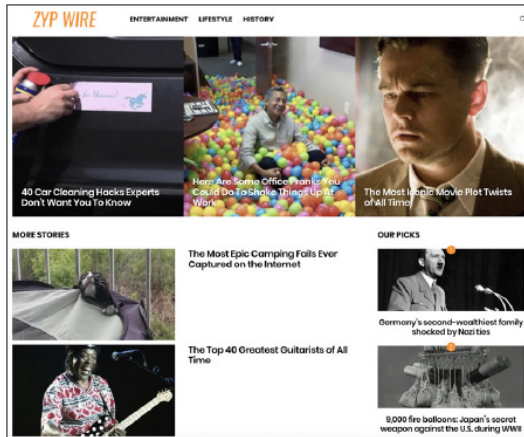 ZYP WIRE
ENTERTAINMENT LIFESTYLE HISTORY
40 Car Cleaning Hacks Experts
Don't Want You To Know
Here Are Some Office Pranks You
Could Do To Shake Things Up At
Work
The Most Iconic Movie Plot Twists
of All Time
MORE STORIES
The Most Epic Camping Fails Ever
Captured on the Internet
The Top 40 Greatest Guitarists of All
Time
OUR PICKS
Germany's second-wealthiest family
shocked by Nazi ties
9,000 fire balloons: Japan's secret
weapon against the U.S. during WWII